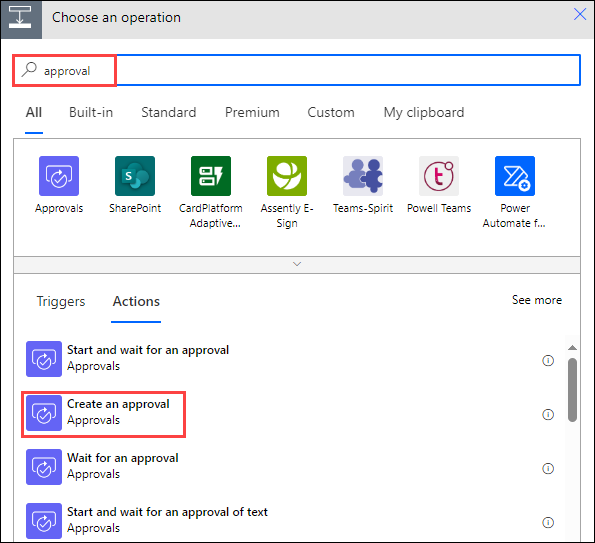 Choose an operation
approval
All Built-in Standard Premium Custom My clipboard
Approvals SharePoint CardPlatform Adaptive... Assently E-Sign Teams-Spirit Powell Teams Power Automate f...
Triggers Actions See more
Start and wait for an approval
Approvals
Create an approval
Approvals
Wait for an approval
Approvals
Start and wait for an approval of text
Approvals